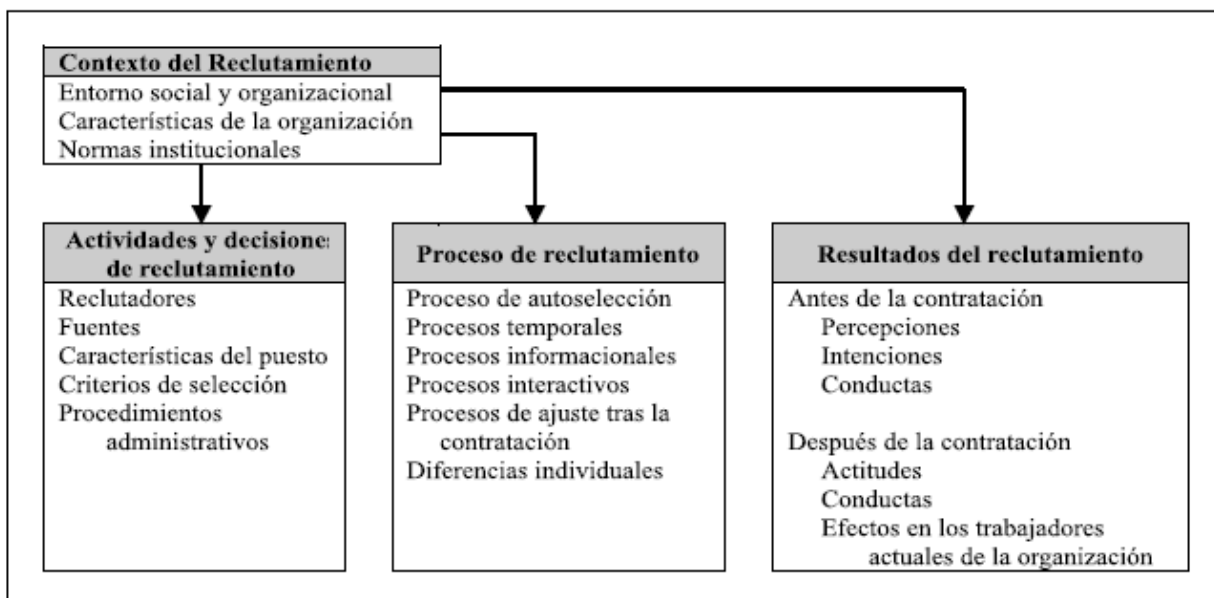 Contexto del Reclutamiento
Entorno social y organizacional
Características de la organización
Normas institucionales
Actividades y decisione:
de reclutamiento
Reclutadores
Fuentes
Características del puesto
Criterios de selección
Procedimientos
administrativos
Proceso de reclutamiento
Proceso de autoselección
Procesos temporales
Procesos informacionales
Procesos interactivos
Procesos de ajuste tras la
contratación
Diferencias individuales
Resultados del reclutamiento
Antes de la contratación
Percepciones
Intenciones
Conductas
Después de la contratación
Actitudes
Conductas
Efectos en los trabajadores
actuales de la organización